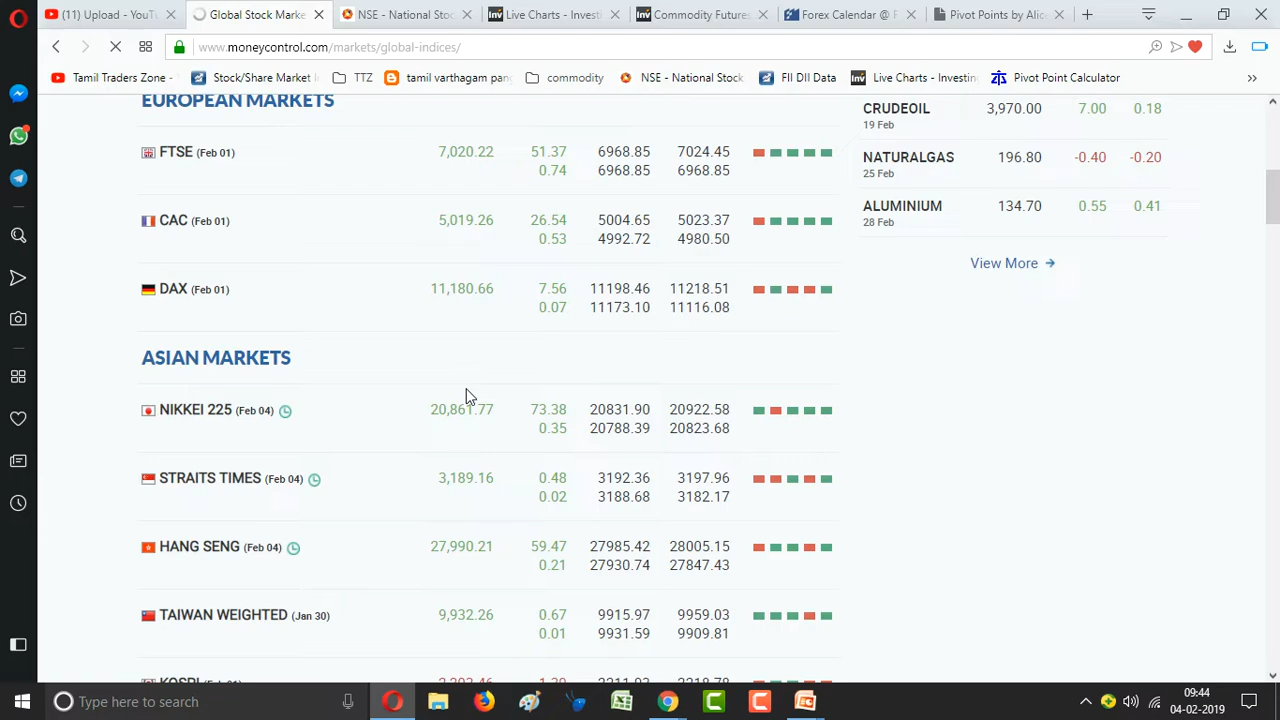 (11) Upload - YouT
Global Stock Marke
NSE - National Stoc
Live Charts - Investi
Commodity Futures
Forex Calendar @ F
Pivot Points by Alic
www.moneycontrol.com/markets/global-indices/
Tamil Traders Zone -
Stock/Share Market
TTZ
tamil varthagam pan
commodity
NSE - National Stock
FII DII Data
Live Charts - Investin
Pivot Point Calculator
EUROPEAN MARKETS
FTSE (Feb 01) 7,020.22 51.37 6968.85 7024.45
0.74 6968.85 6968.85
CAC (Feb 01) 5,019.26 26.54 5004.65 5023.37
0.53 4992.72 4980.50
DAX (Feb 01) 11,180.66 7.56 11198.46 11218.51
0.07 11173.10 11116.08
ASIAN MARKETS
NIKKEI 225 (Feb 04) 20,861.77 73.38 20831.90 20922.58
0.35 20788.39 20823.68
STRAITS TIMES (Feb 04) 3,189.16 0.48 3192.36 3197.96
0.02 3188.68 3182.17
HANG SENG (Feb 04) 27,990.21 59.47 27985.42 28005.15
0.21 27930.74 27847.43
TAIWAN WEIGHTED (Jan 30) 9,932.26 0.67 9915.97 9959.03
0.01 9931.59 9909.81
CRUDEOIL 3,970.00 7.00 0.18
19 Feb
NATURALGAS 196.80 -0.40 -0.20
25 Feb
ALUMINIUM 134.70 0.55 0.41
28 Feb
View More
Type here to search
09:44
04-02-2019